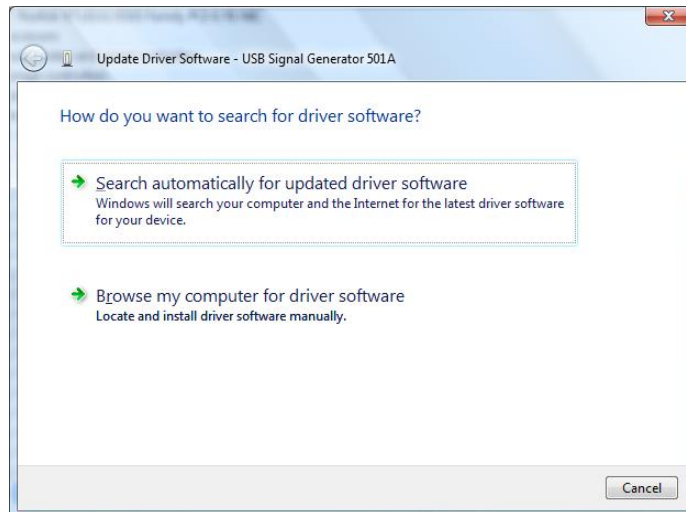 Update Driver Software - USB Signal Generator 501A
How do you want to search for driver software?
Search automatically for updated driver software
Windows will search your computer and the Internet for the latest driver software
for your device.
Browse my computer for driver software
Locate and install driver software manually.
Cancel